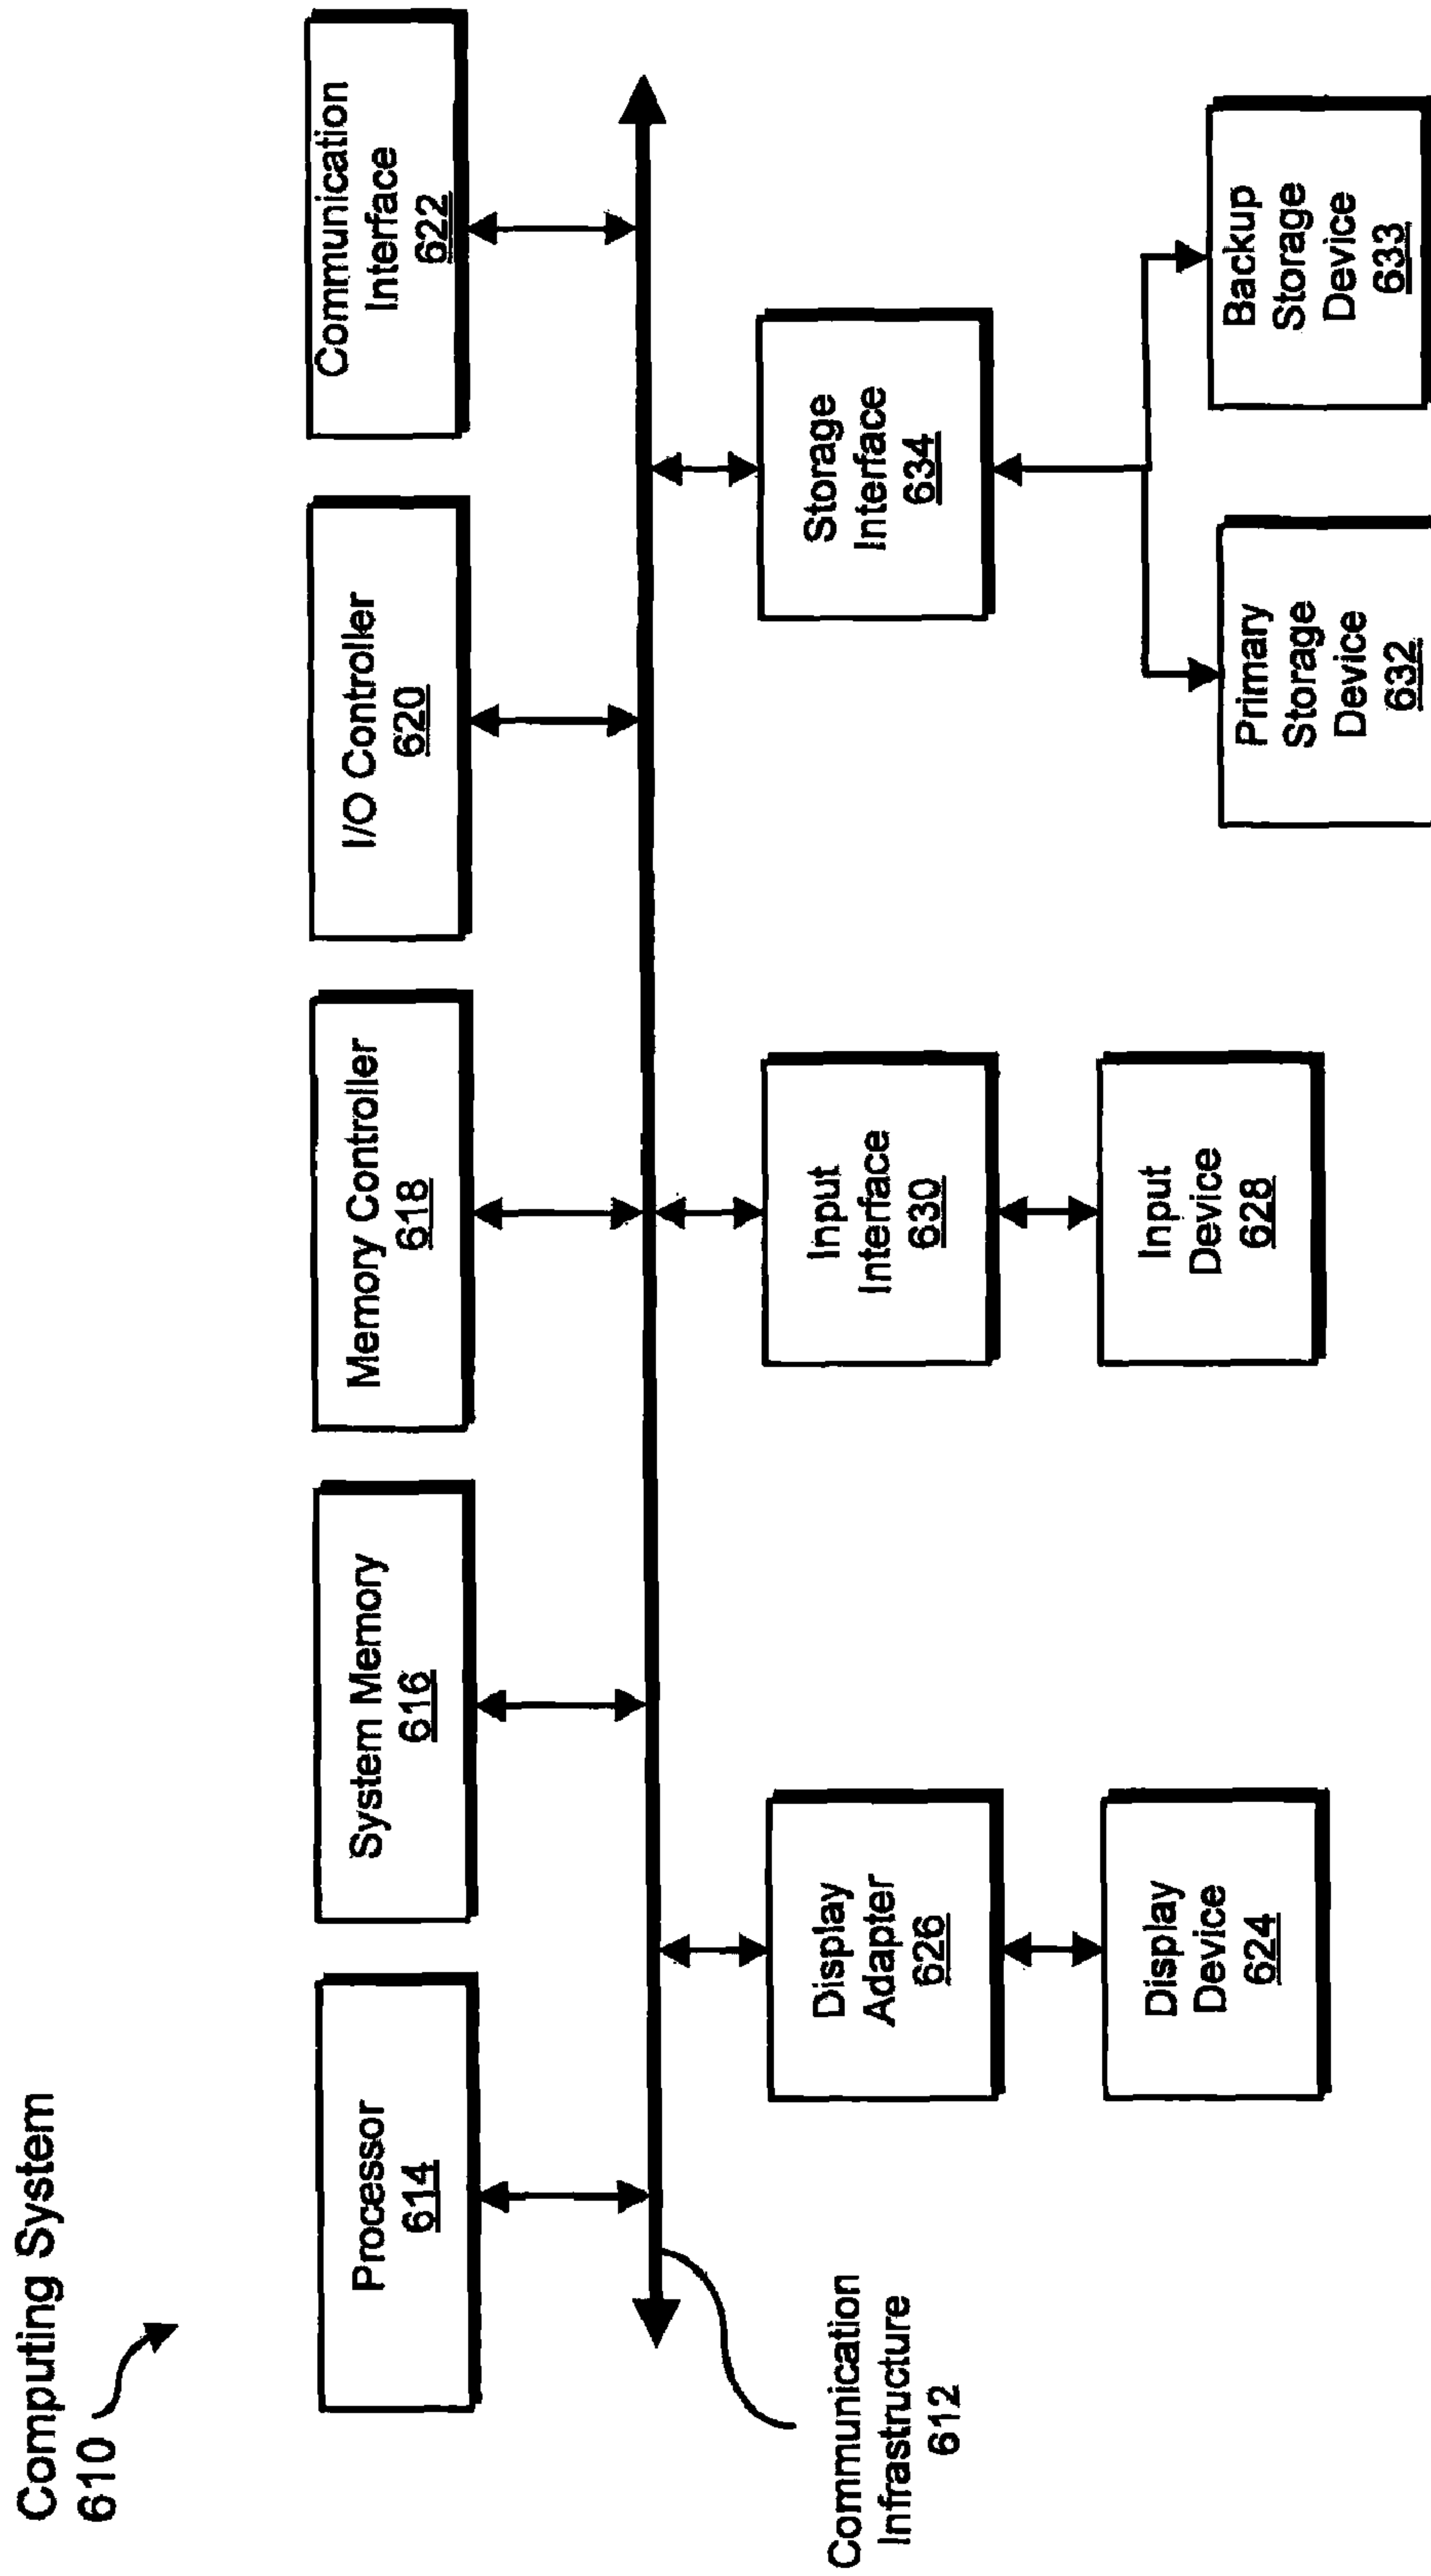 Computing System
610
Processor
614
System Memory
616
Memory Controller
618
I/O Controller
620
Communication
Interface
622
Communication
Infrastructure
612
Display
Adapter
626
Input
Interface
630
Storage
Interface
634
Display
Device
624
Input
Device
628
Primary
Storage
Device
632
Backup
Storage
Device
633